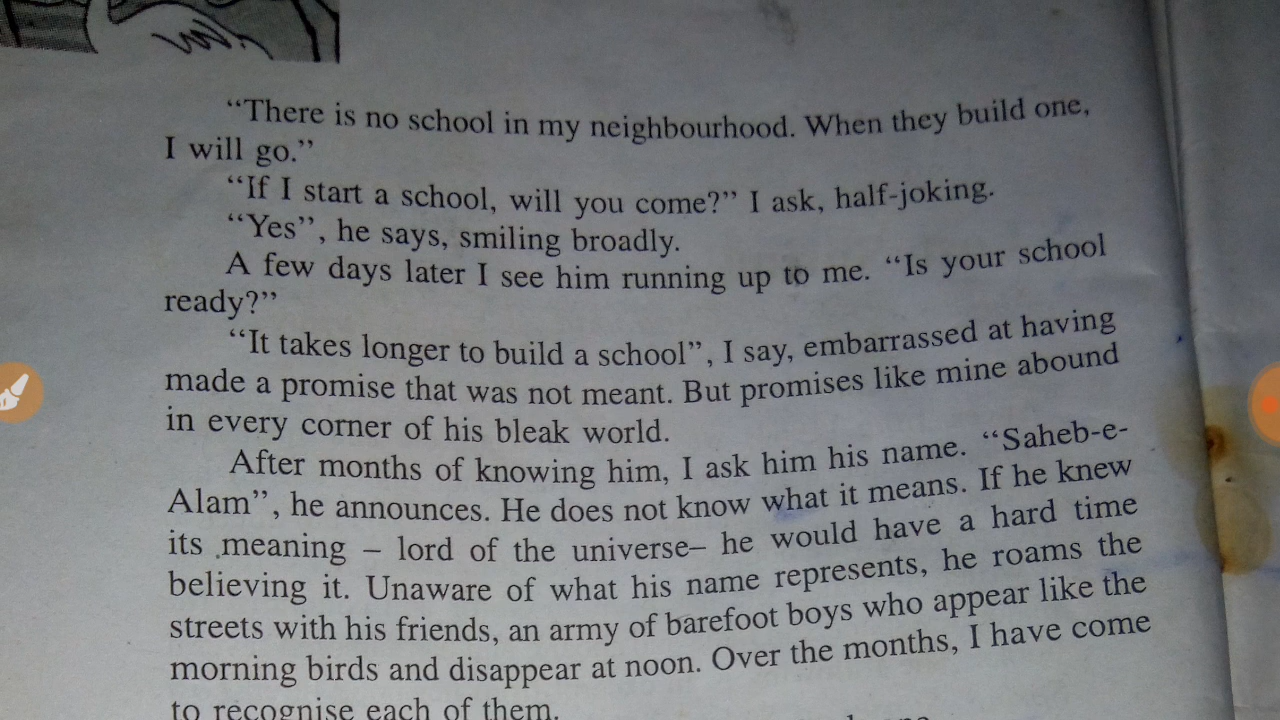 “There is no school in my neighbourhood. When they build one,
I will go.”
“If I start a school, will you come?” I ask, half-joking.
“Yes”, he says, smiling broadly.
A few days later I see him running up to me. “Is your school
ready?”
“It takes longer to build a school”, I say, embarrassed at having
made a promise that was not meant. But promises like mine abound
in every corner of his bleak world.
After months of knowing him, I ask him his name. “Saheb-e-
Alam”, he announces. He does not know what it means. If he knew
its meaning – lord of the universe– he would have a hard time
believing it. Unaware of what his name represents, he roams the
streets with his friends, an army of barefoot boys who appear like the
morning birds and disappear at noon. Over the months, I have come
to recognise each of them.